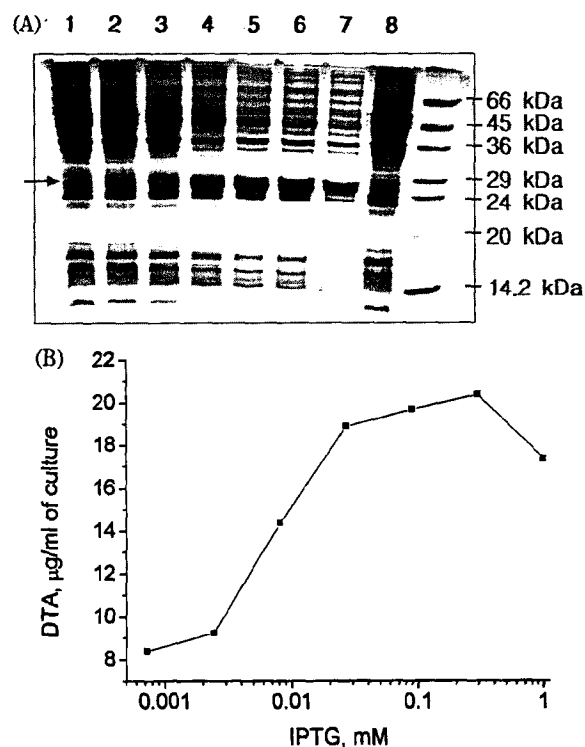 (A) 1 2 3 4 5 6 7 8
66 kDa
45 kDa
36 kDa
29 kDa
24 kDa
20 kDa
14.2 kDa
(B)
22
20
18
16
14
12
10
8
DTA, µg/ml of culture
0.001 0.01 0.1 1
IPTG, mM